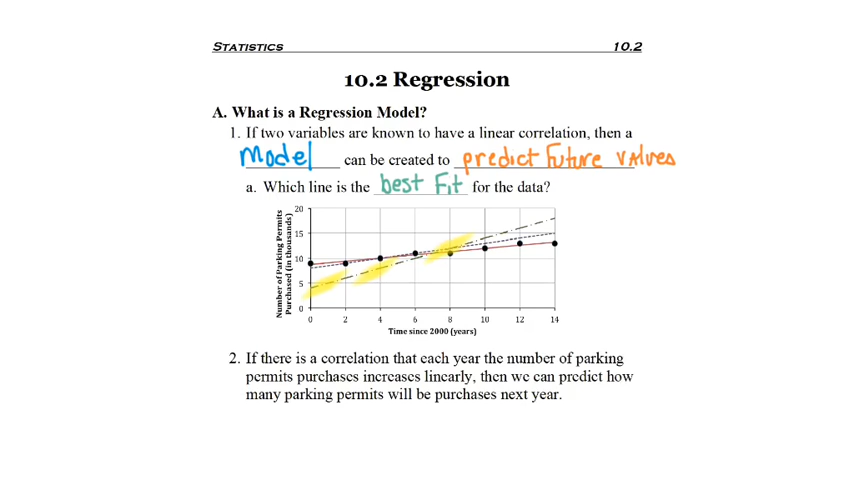 STATISTICS 10.2
10.2 Regression
A. What is a Regression Model?
1. If two variables are known to have a linear correlation, then a
model can be created to predict future values
a. Which line is the best Fit for the data?
Number of Parking Permits
Purchased (in thousands)
20
15
10
5
0
0 2 4 6 8 10 12 14
Time since 2000 (years)
2. If there is a correlation that each year the number of parking
permits purchases increases linearly, then we can predict how
many parking permits will be purchases next year.